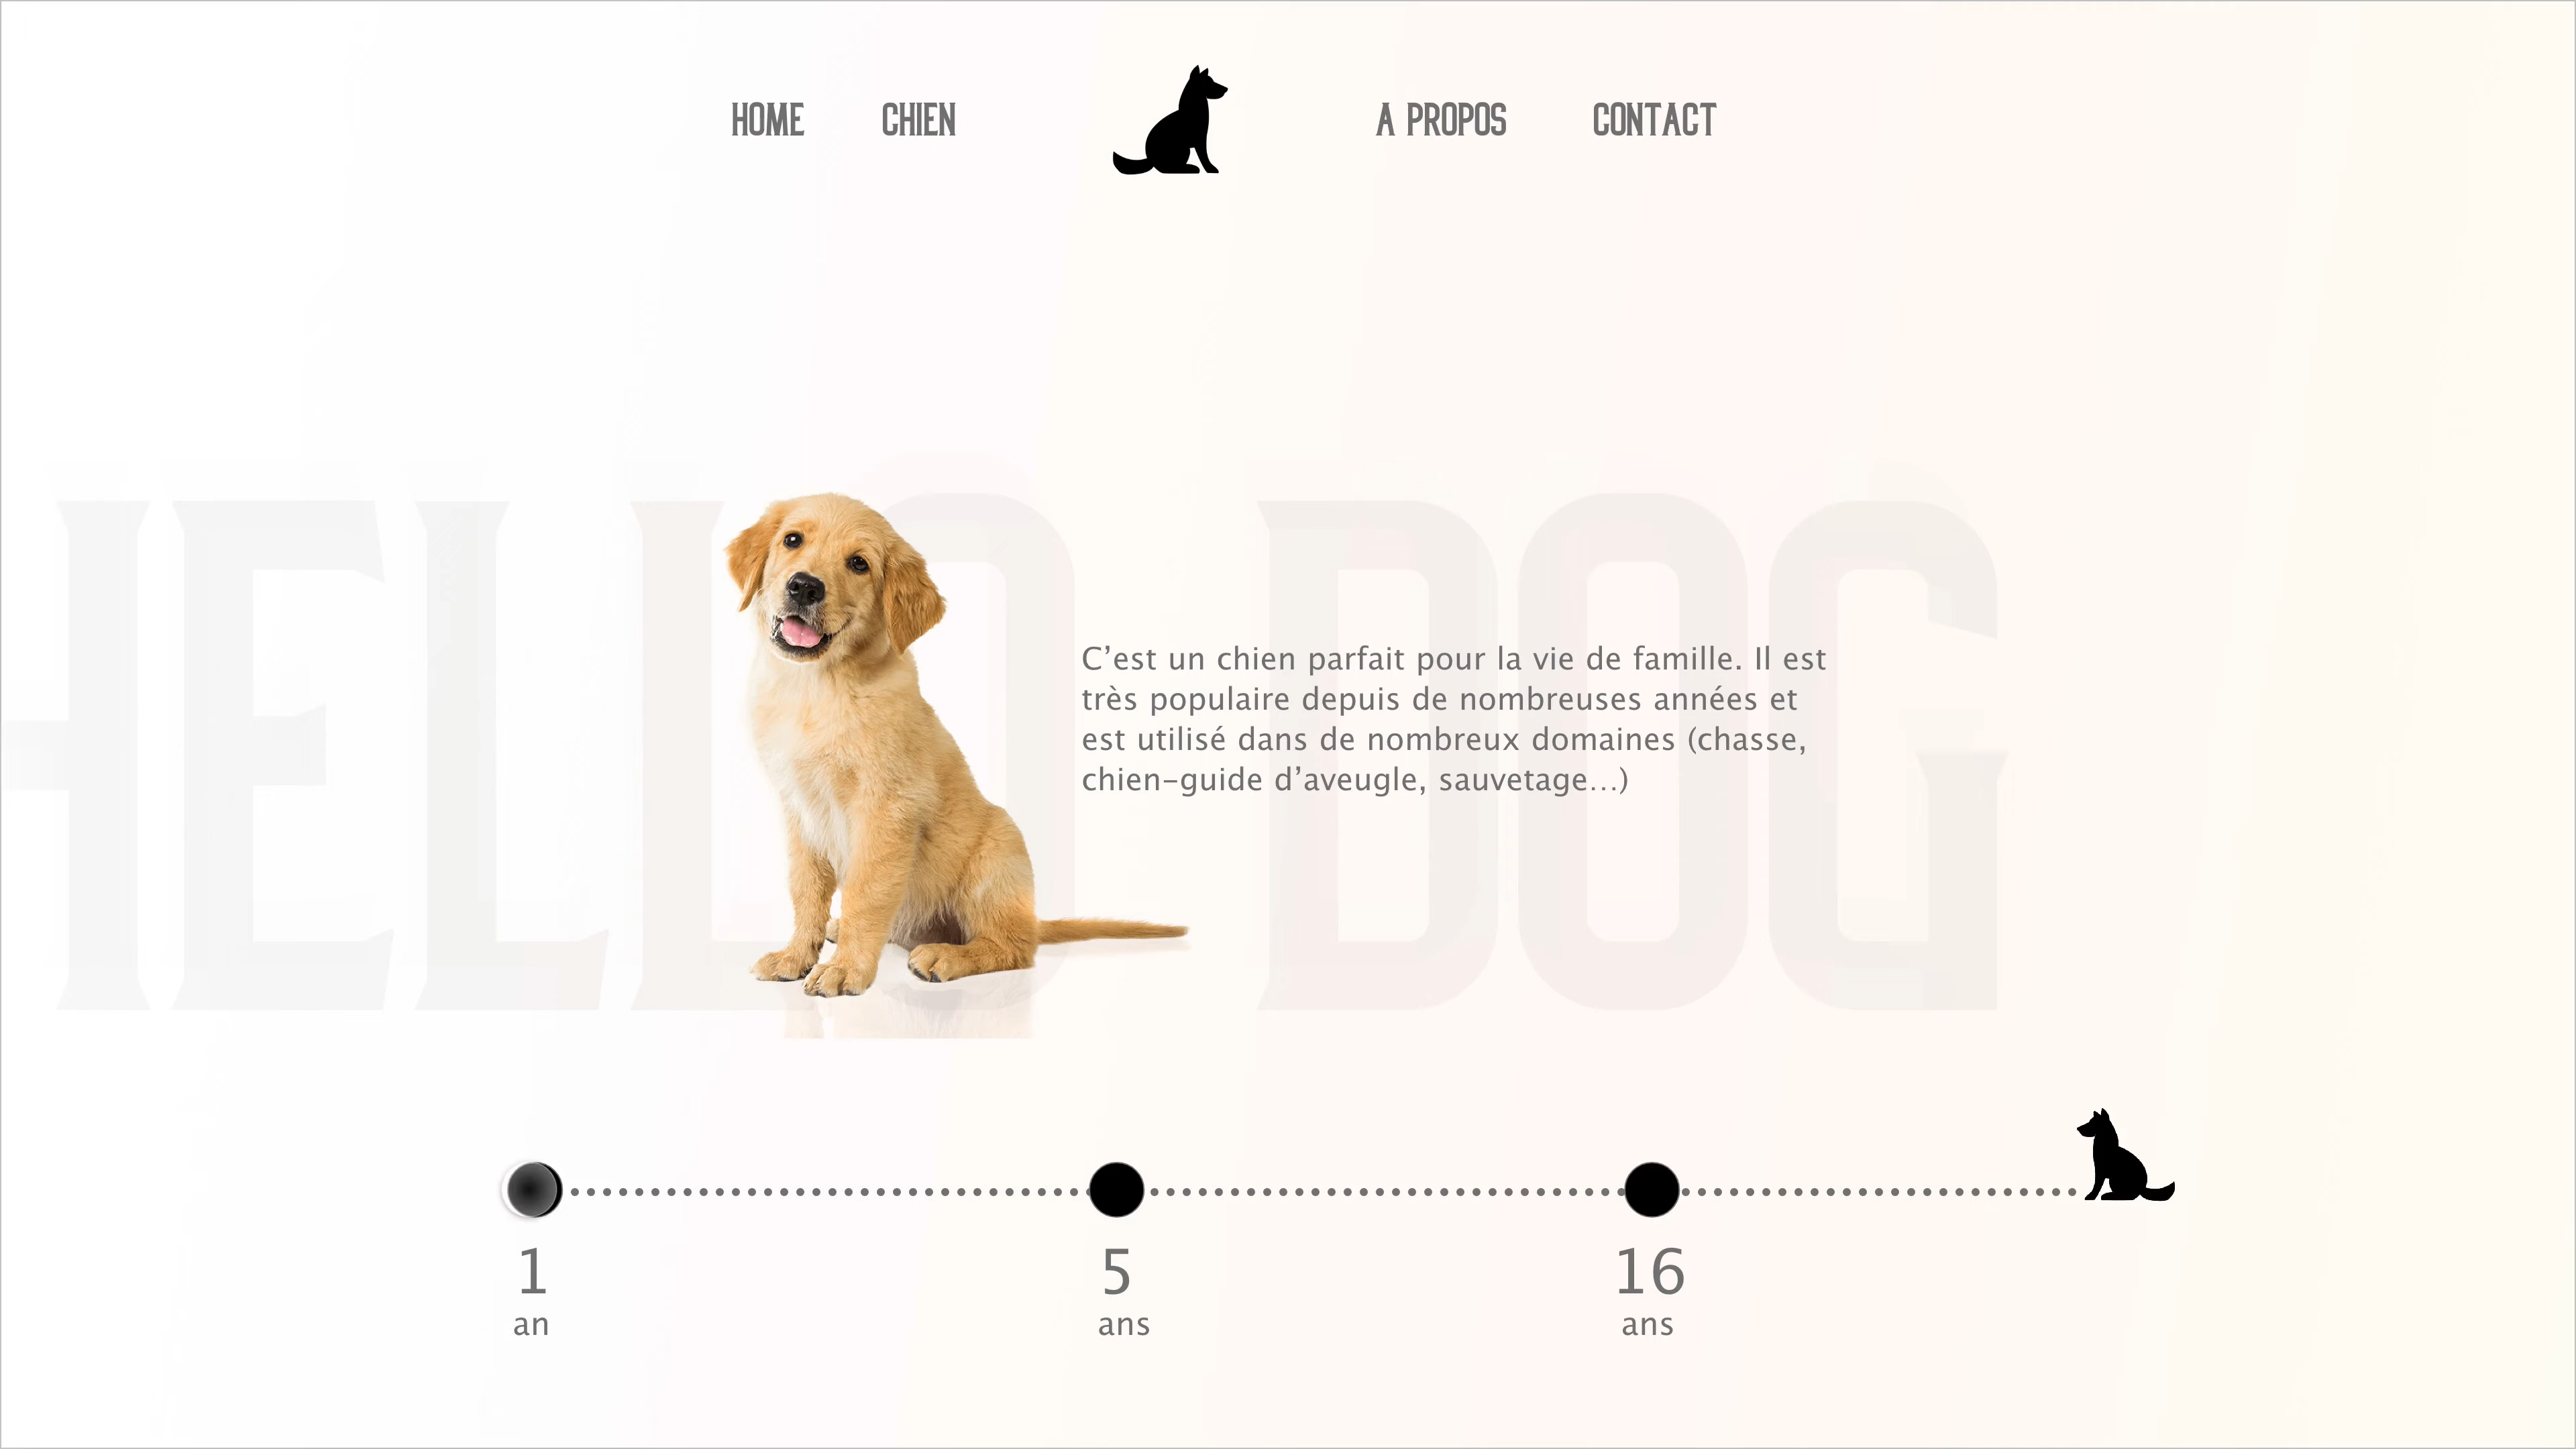 HOME CHIEN A PROPOS CONTACT
HELLO DOG
C’est un chien parfait pour la vie de famille. Il est
très populaire depuis de nombreuses années et
est utilisé dans de nombreux domaines (chasse,
chien-guide d’aveugle, sauvetage...)
1 5 16
an ans ans